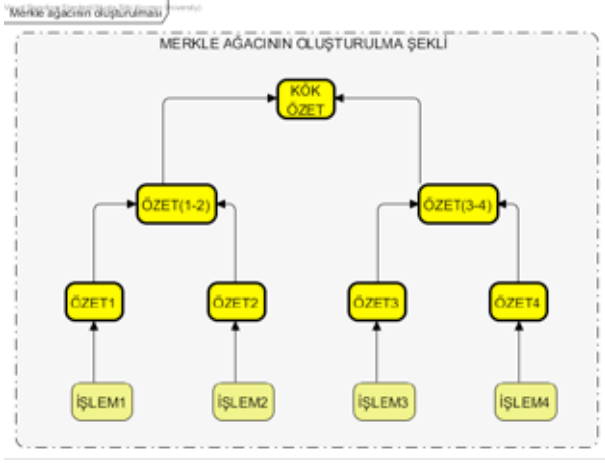 Merkle ağacının oluşturulması
MERKLE AĞACININ OLUŞTURULMA ŞEKLİ
KÖK
ÖZET
ÖZET(1-2)
ÖZET(3-4)
ÖZET1
ÖZET2
ÖZET3
ÖZET4
İŞLEM1
İŞLEM2
İŞLEM3
İŞLEM4